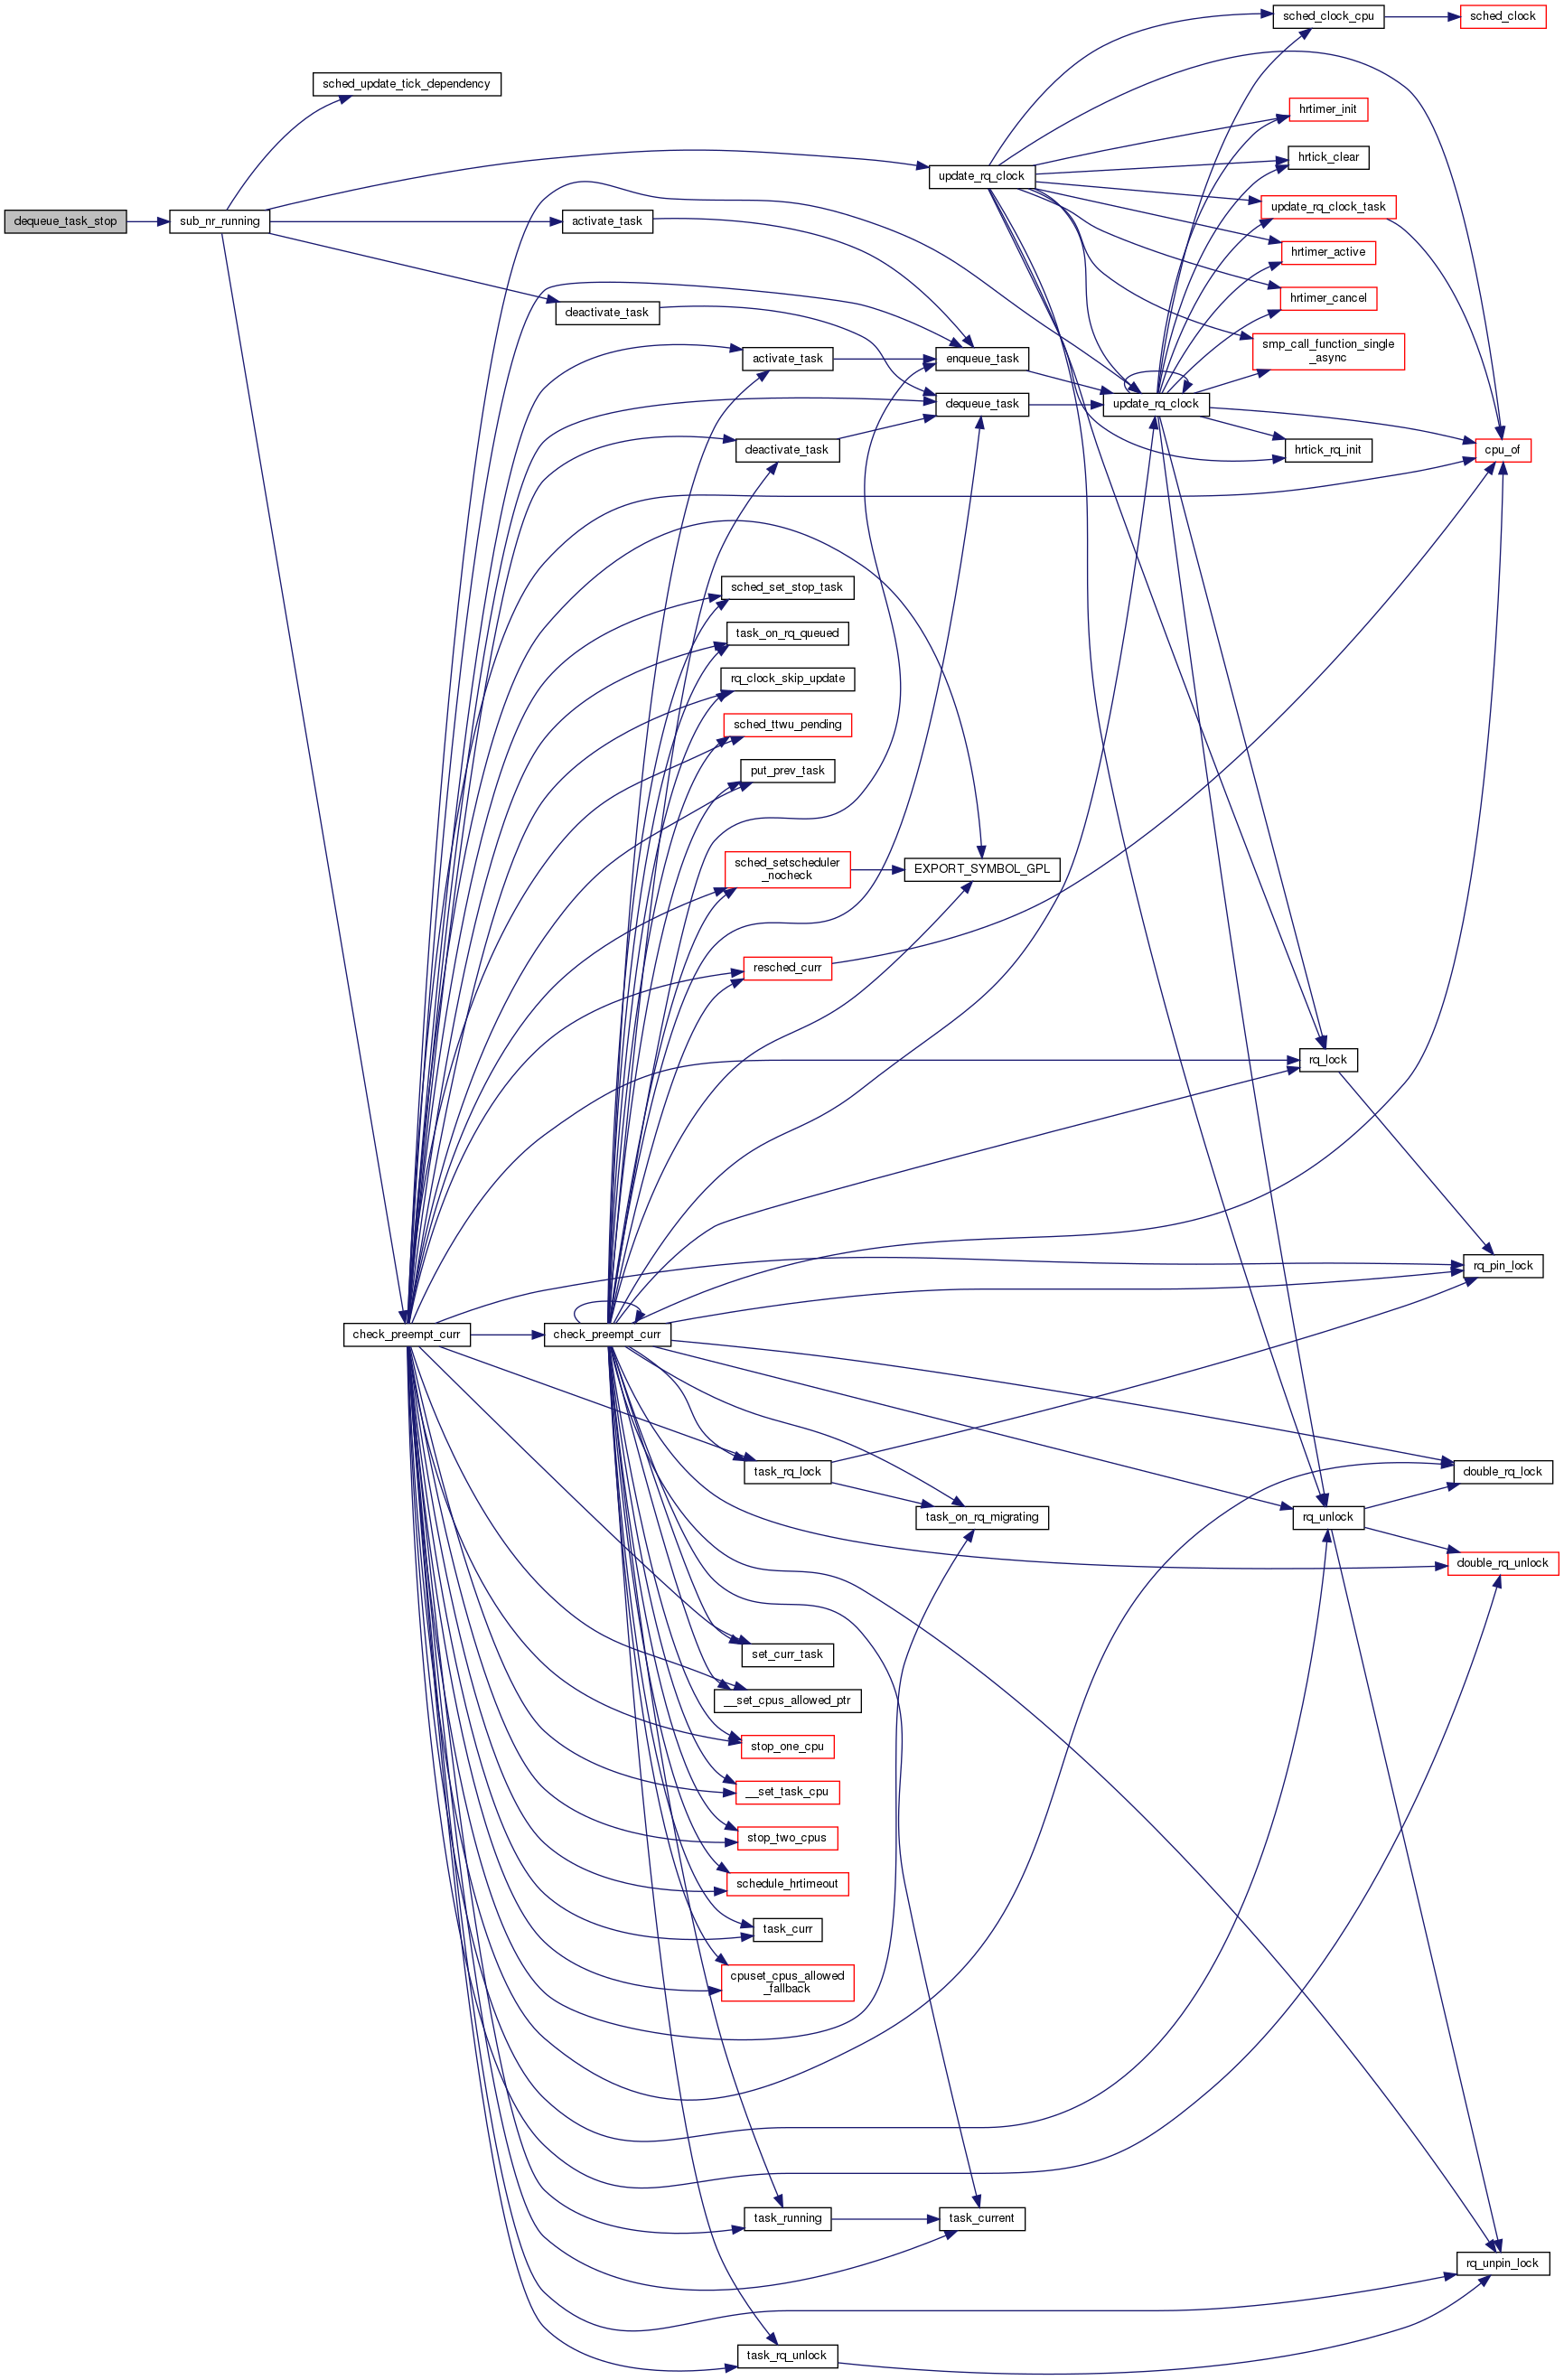 sched_clock_cpu
sched_clock
sched_update_tick_dependency
hrtimer_init
hrtick_clear
update_rq_clock
update_rq_clock_task
dequeue_task_stop
sub_nr_running
activate_task
hrtimer_active
hrtimer_cancel
deactivate_task
smp_call_function_single
_async
activate_task
enqueue_task
dequeue_task
update_rq_clock
deactivate_task
hrtick_rq_init
cpu_of
sched_set_stop_task
task_on_rq_queued
rq_clock_skip_update
sched_ttwu_pending
put_prev_task
sched_setscheduler
_nocheck
EXPORT_SYMBOL_GPL
resched_curr
rq_lock
rq_pin_lock
check_preempt_curr
check_preempt_curr
task_rq_lock
double_rq_lock
task_on_rq_migrating
rq_unlock
double_rq_unlock
set_curr_task
__set_cpus_allowed_ptr
stop_one_cpu
__set_task_cpu
stop_two_cpus
schedule_hrtimeout
task_curr
cpuset_cpus_allowed
_fallback
task_running
task_current
rq_unpin_lock
task_rq_unlock